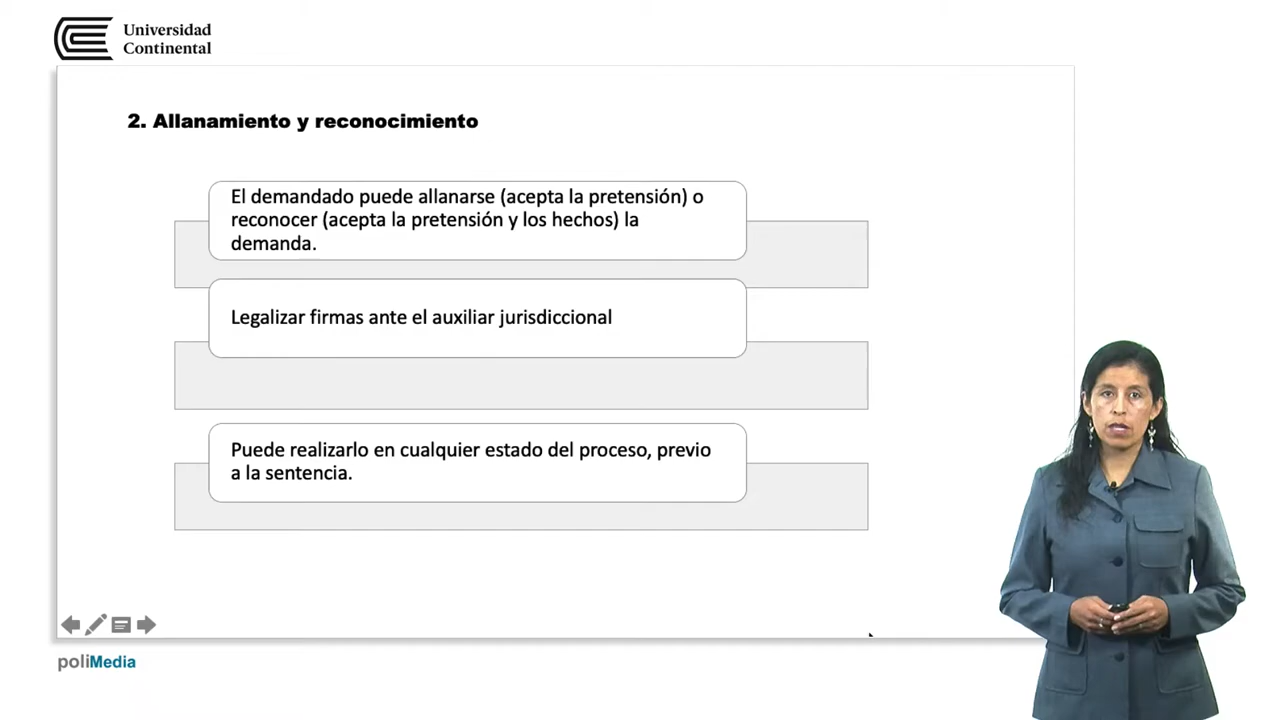 Universidad
Continental
2. Allanamiento y reconocimiento
El demandado puede allanarse (acepta la pretensión) o
reconocer (acepta la pretensión y los hechos) la
demanda.
Legalizar firmas ante el auxiliar jurisdiccional
Puede realizarlo en cualquier estado del proceso, previo
a la sentencia.
poliMedia